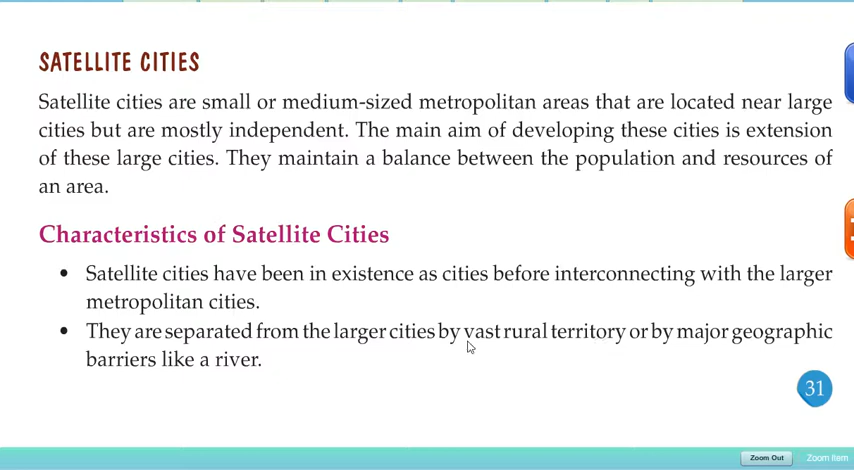 SATELLITE CITIES
Satellite cities are small or medium-sized metropolitan areas that are located near large
cities but are mostly independent. The main aim of developing these cities is extension
of these large cities. They maintain a balance between the population and resources of
an area.
Characteristics of Satellite Cities
• Satellite cities have been in existence as cities before interconnecting with the larger
metropolitan cities.
• They are separated from the larger cities by vast rural territory or by major geographic
barriers like a river.
31
Zoom Out Zoom Item